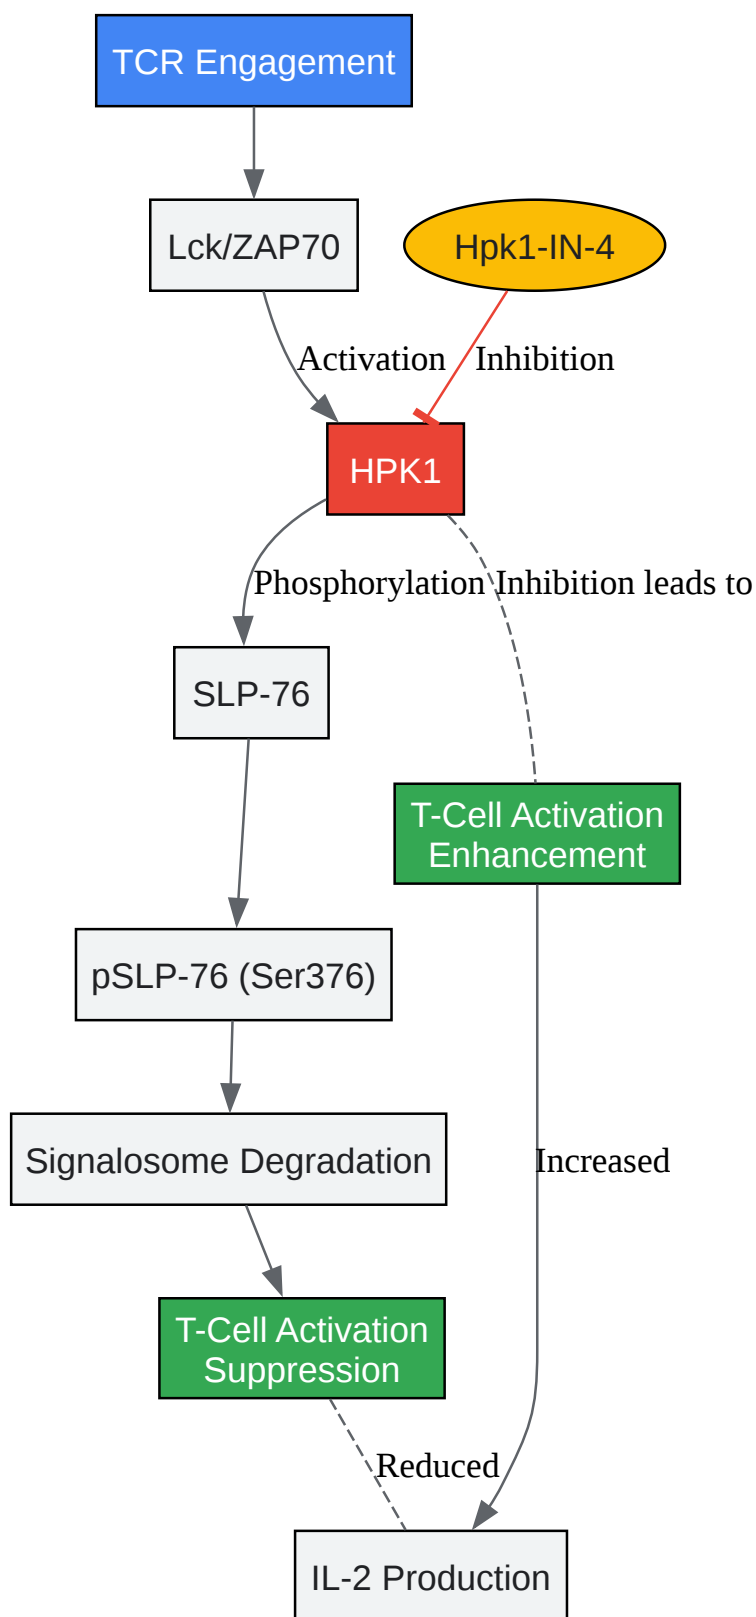 TCR Engagement
Lck/ZAP70
Hpk1-IN-4
Activation
Inhibition
HPK1
Phosphorylation
Inhibition leads to
SLP-76
T-Cell Activation
Enhancement
pSLP-76 (Ser376)
Signalosome Degradation
Increased
T-Cell Activation
Suppression
Reduced
IL-2 Production